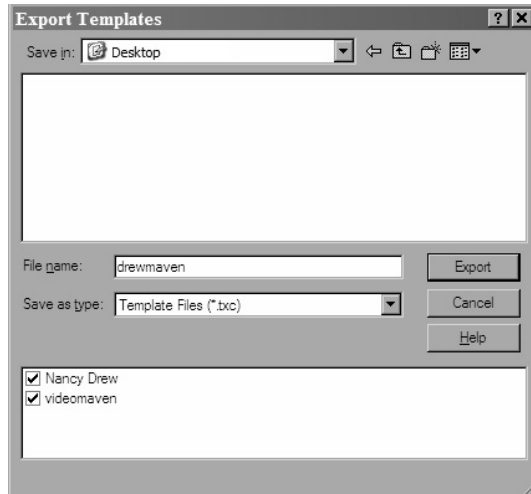 Export Templates
Save in: Desktop
File name: drewmaven Export
Save as type: Template Files (*.txc) Cancel
Help
Nancy Drew
videomaven